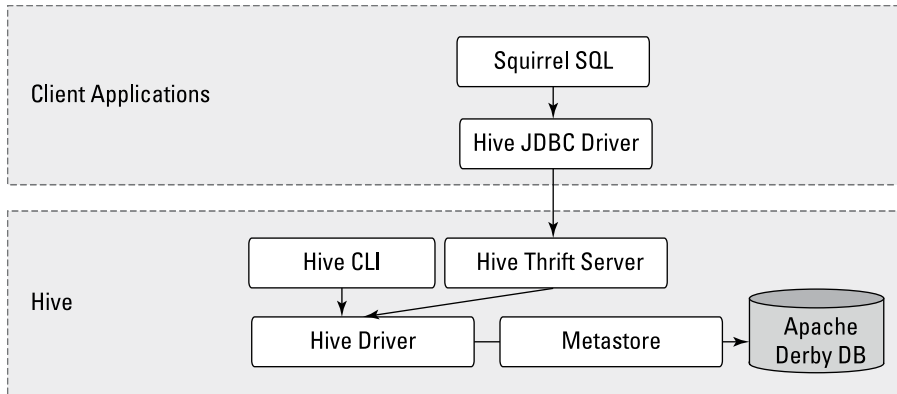 Squirrel SQL
Client Applications
Hive JDBC Driver
Hive CLI
Hive Thrift Server
Hive
Hive Driver
Metastore
Apache
Derby DB